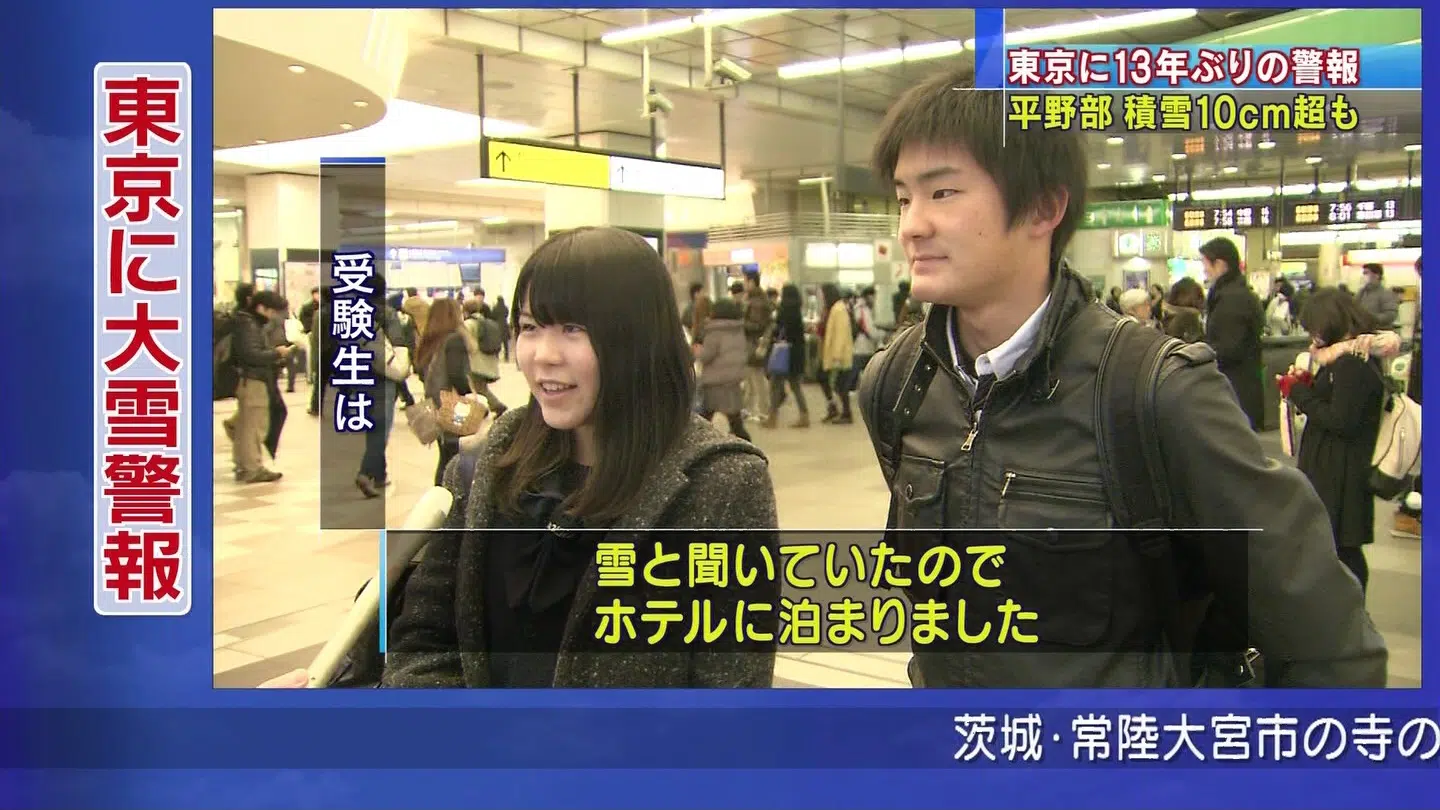 東京に大雪警報
東京に13年ぶりの警報
平野部 積雪10cm超も
受験生は
雪と聞いていたので
ホテルに泊まりました
茨城・常陸大宮市の寺の